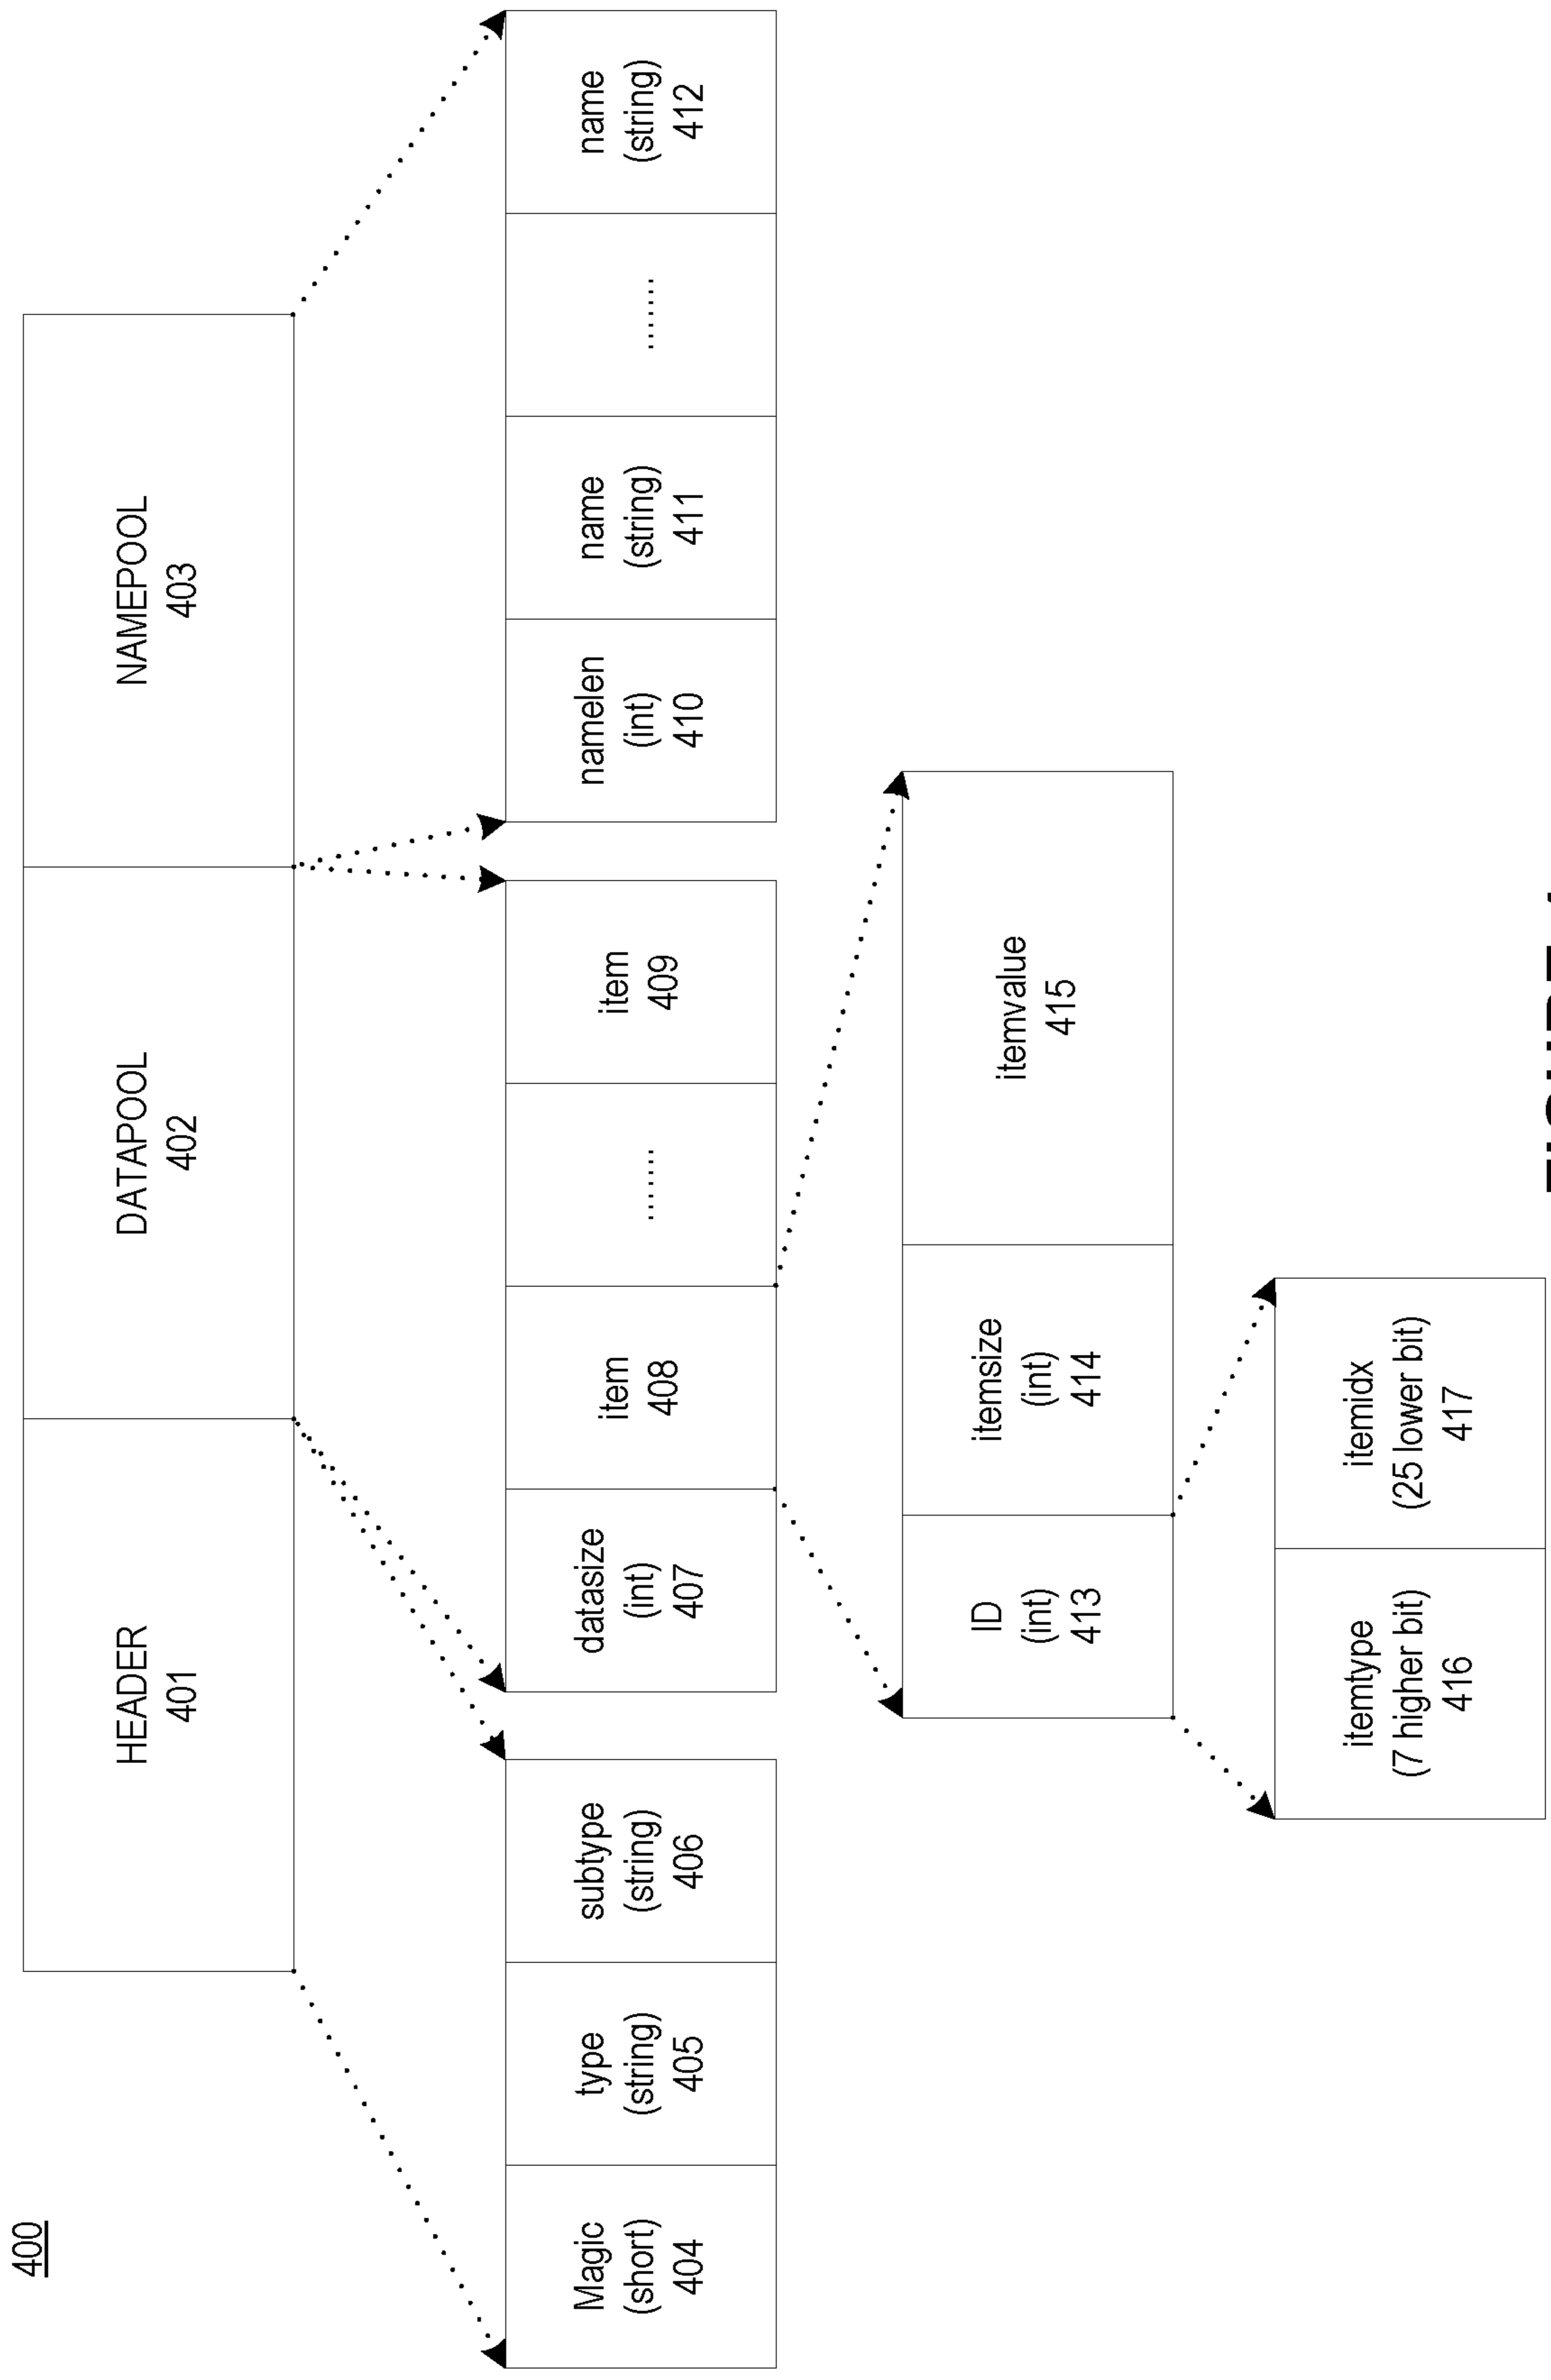 400
HEADER
401
DATAPOOL
402
NAMEPOOL
403
Magic
(short)
404
type
(string)
405
subtype
(string)
406
datasize
(int)
407
item
408
........
item
409
namelen
(int)
410
name
(string)
411
........
name
(string)
412
ID
(int)
413
itemsize
(int)
414
itemvalue
415
itemtype
(7 higher bit)
416
itemidx
(25 lower bit)
417